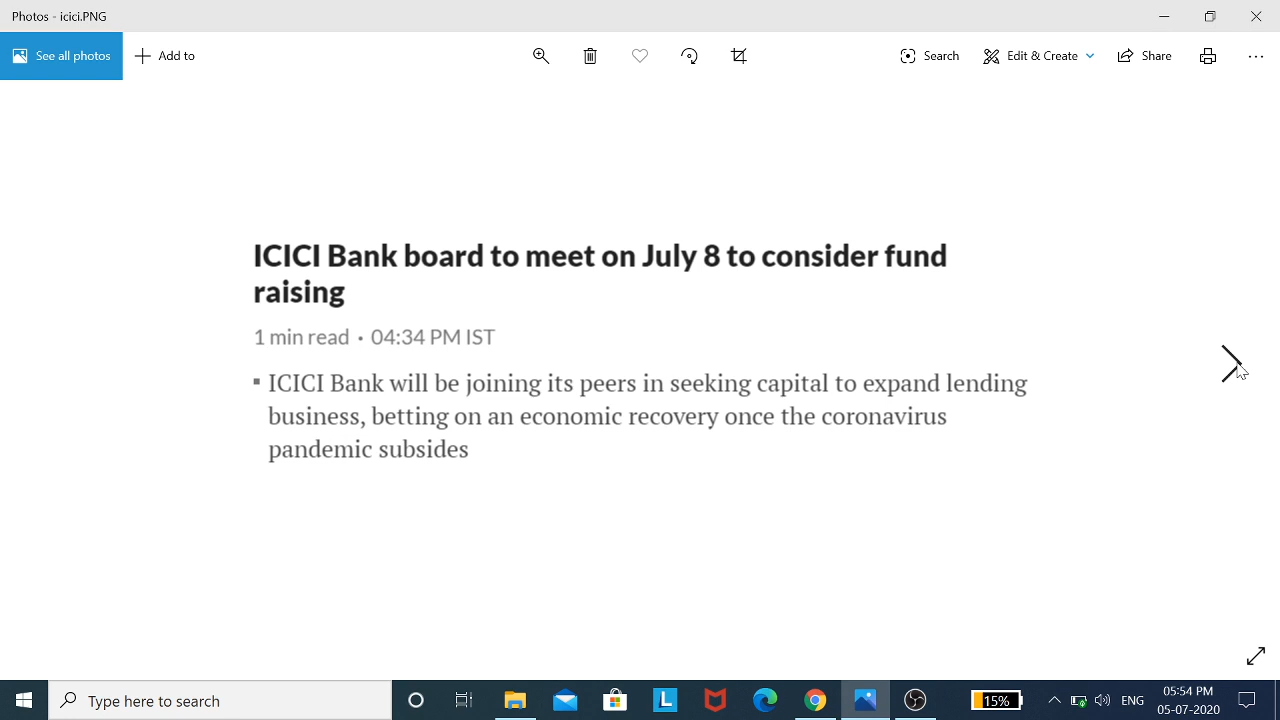 Photos - icici.PNG
See all photos
Add to
Search
Edit & Create
Share
ICICI Bank board to meet on July 8 to consider fund
raising
1 min read • 04:34 PM IST
▪ ICICI Bank will be joining its peers in seeking capital to expand lending
business, betting on an economic recovery once the coronavirus
pandemic subsides
Type here to search
L
15%
ENG
05:54 PM
05-07-2020